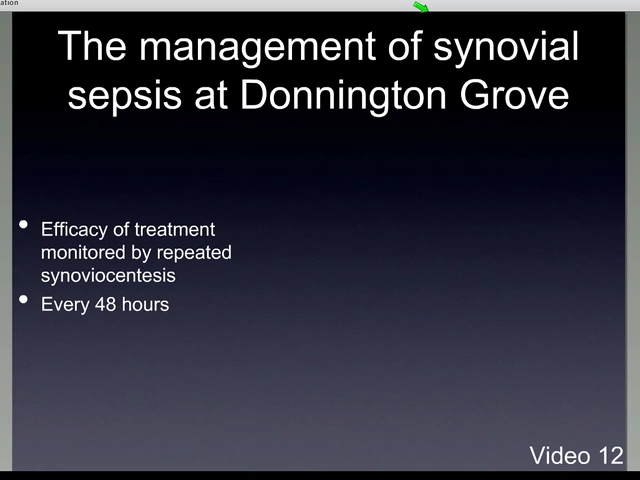 ation
The management of synovial
sepsis at Donnington Grove
• Efficacy of treatment
monitored by repeated
synoviocentesis
• Every 48 hours
Video 12